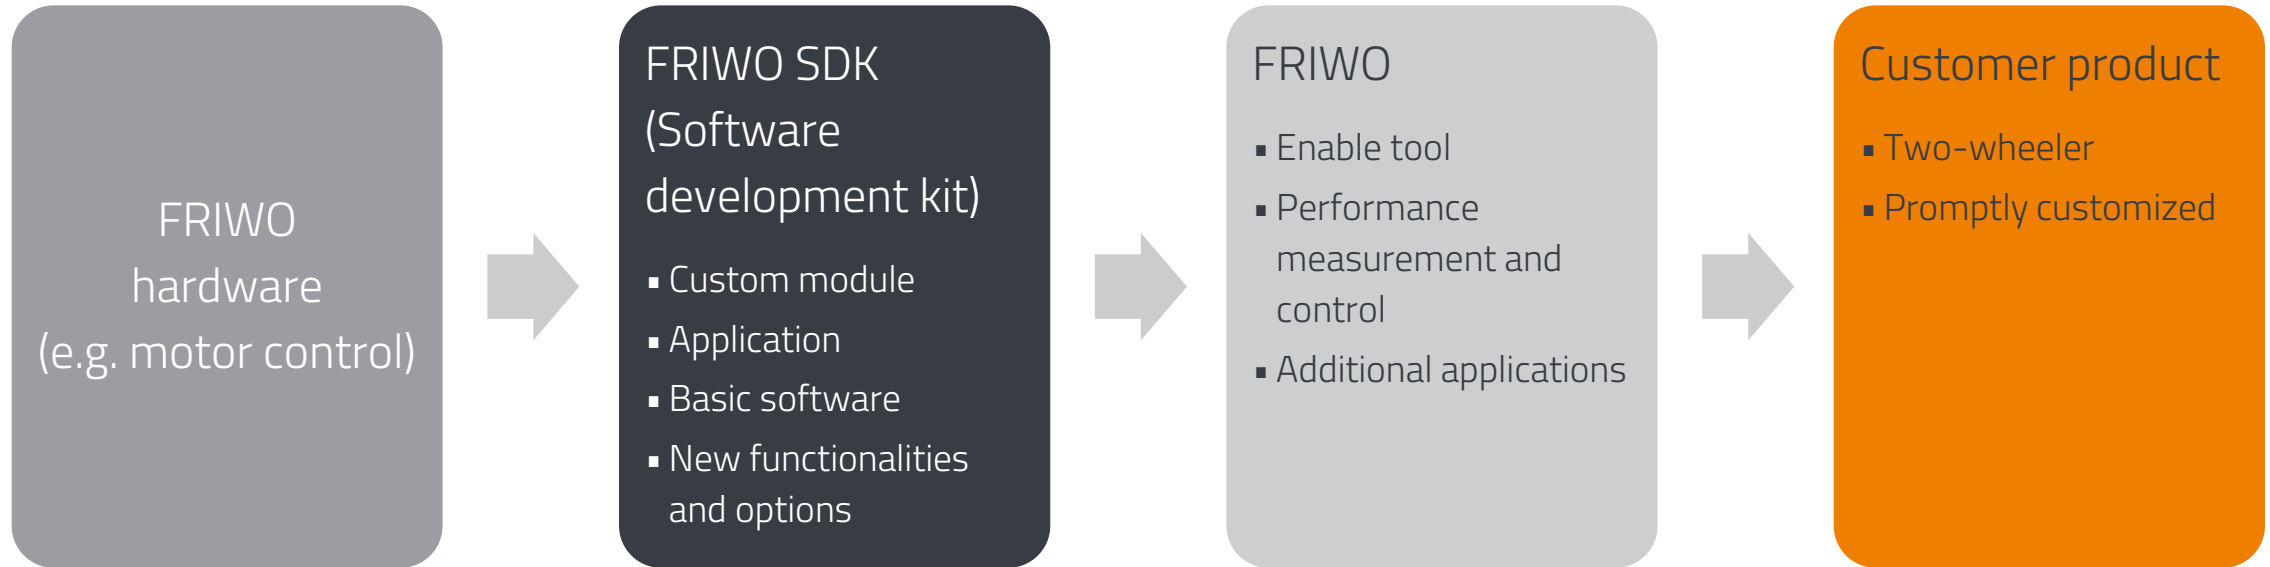 FRIWO
hardware
(e.g. motor control)
FRIWO SDK
(Software
development kit)
▪ Custom module
▪ Application
▪ Basic software
▪ New functionalities
and options
FRIWO
▪ Enable tool
▪ Performance
measurement and
control
▪ Additional applications
Customer product
▪ Two-wheeler
▪ Promptly customized